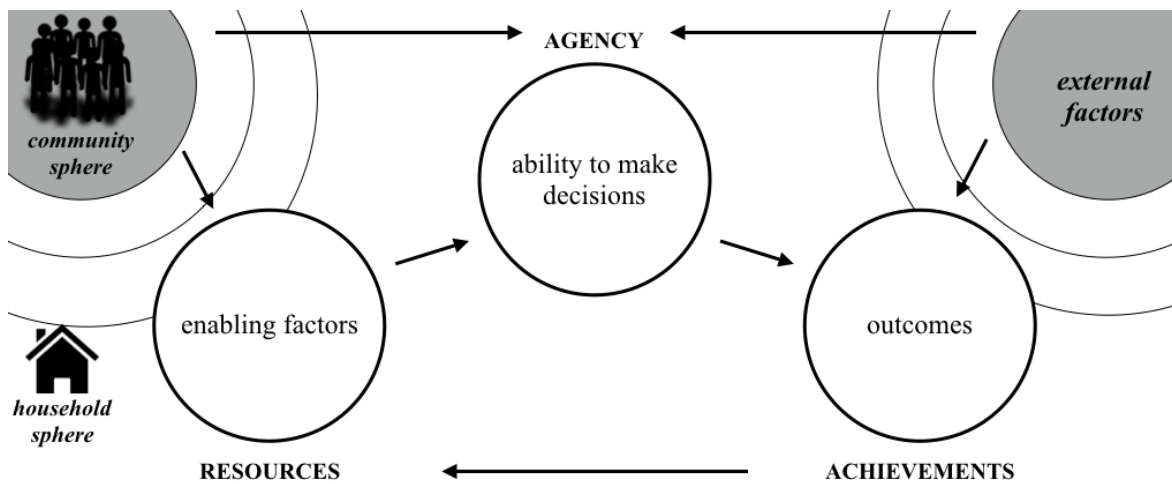 AGENCY
community
sphere
external
factors
ability to make
decisions
enabling factors
outcomes
household
sphere
RESOURCES
ACHIEVEMENTS